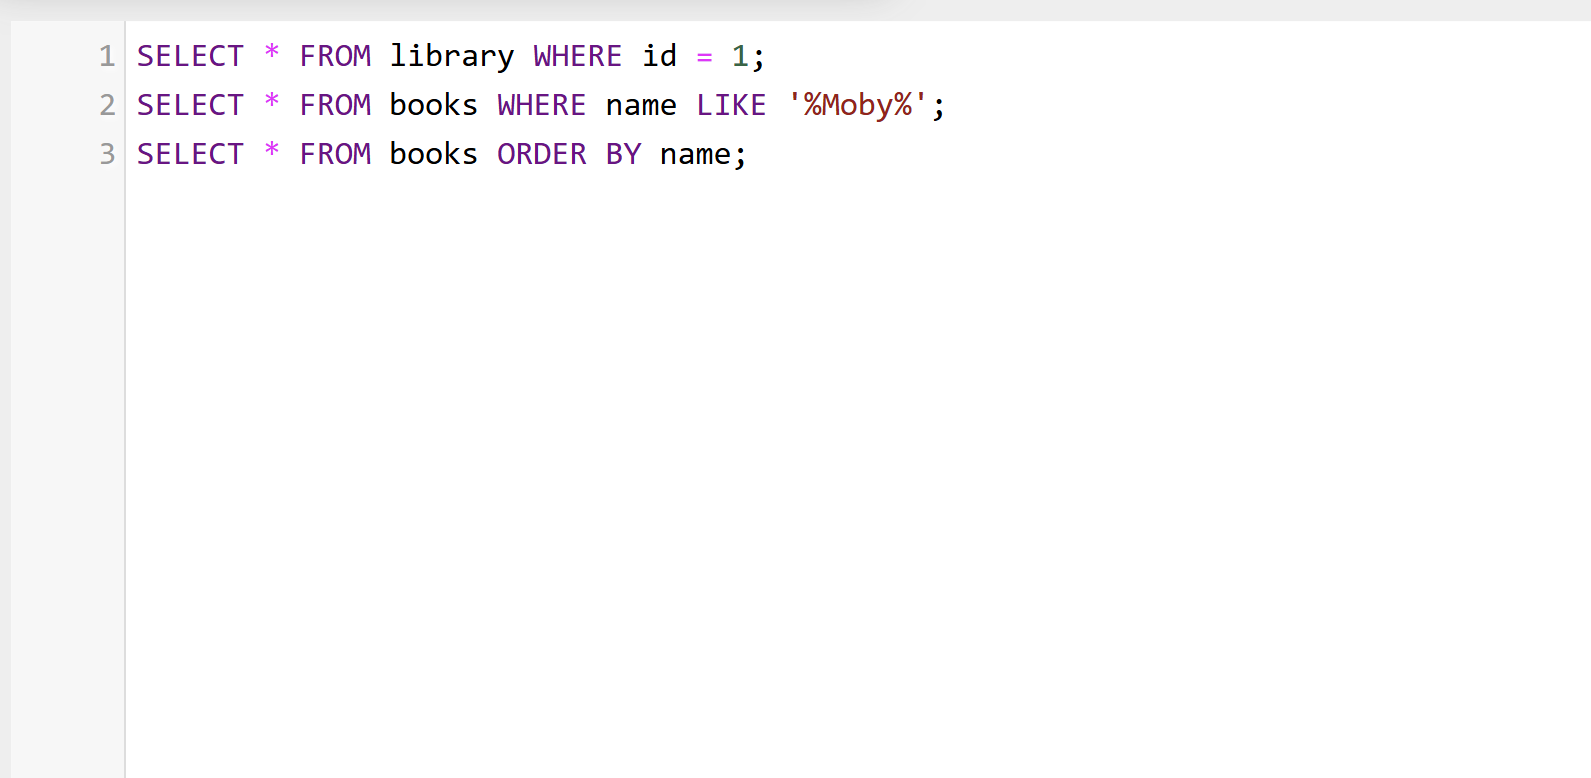 1 SELECT * FROM library WHERE id = 1;
2 SELECT * FROM books WHERE name LIKE '%Moby%';
3 SELECT * FROM books ORDER BY name;